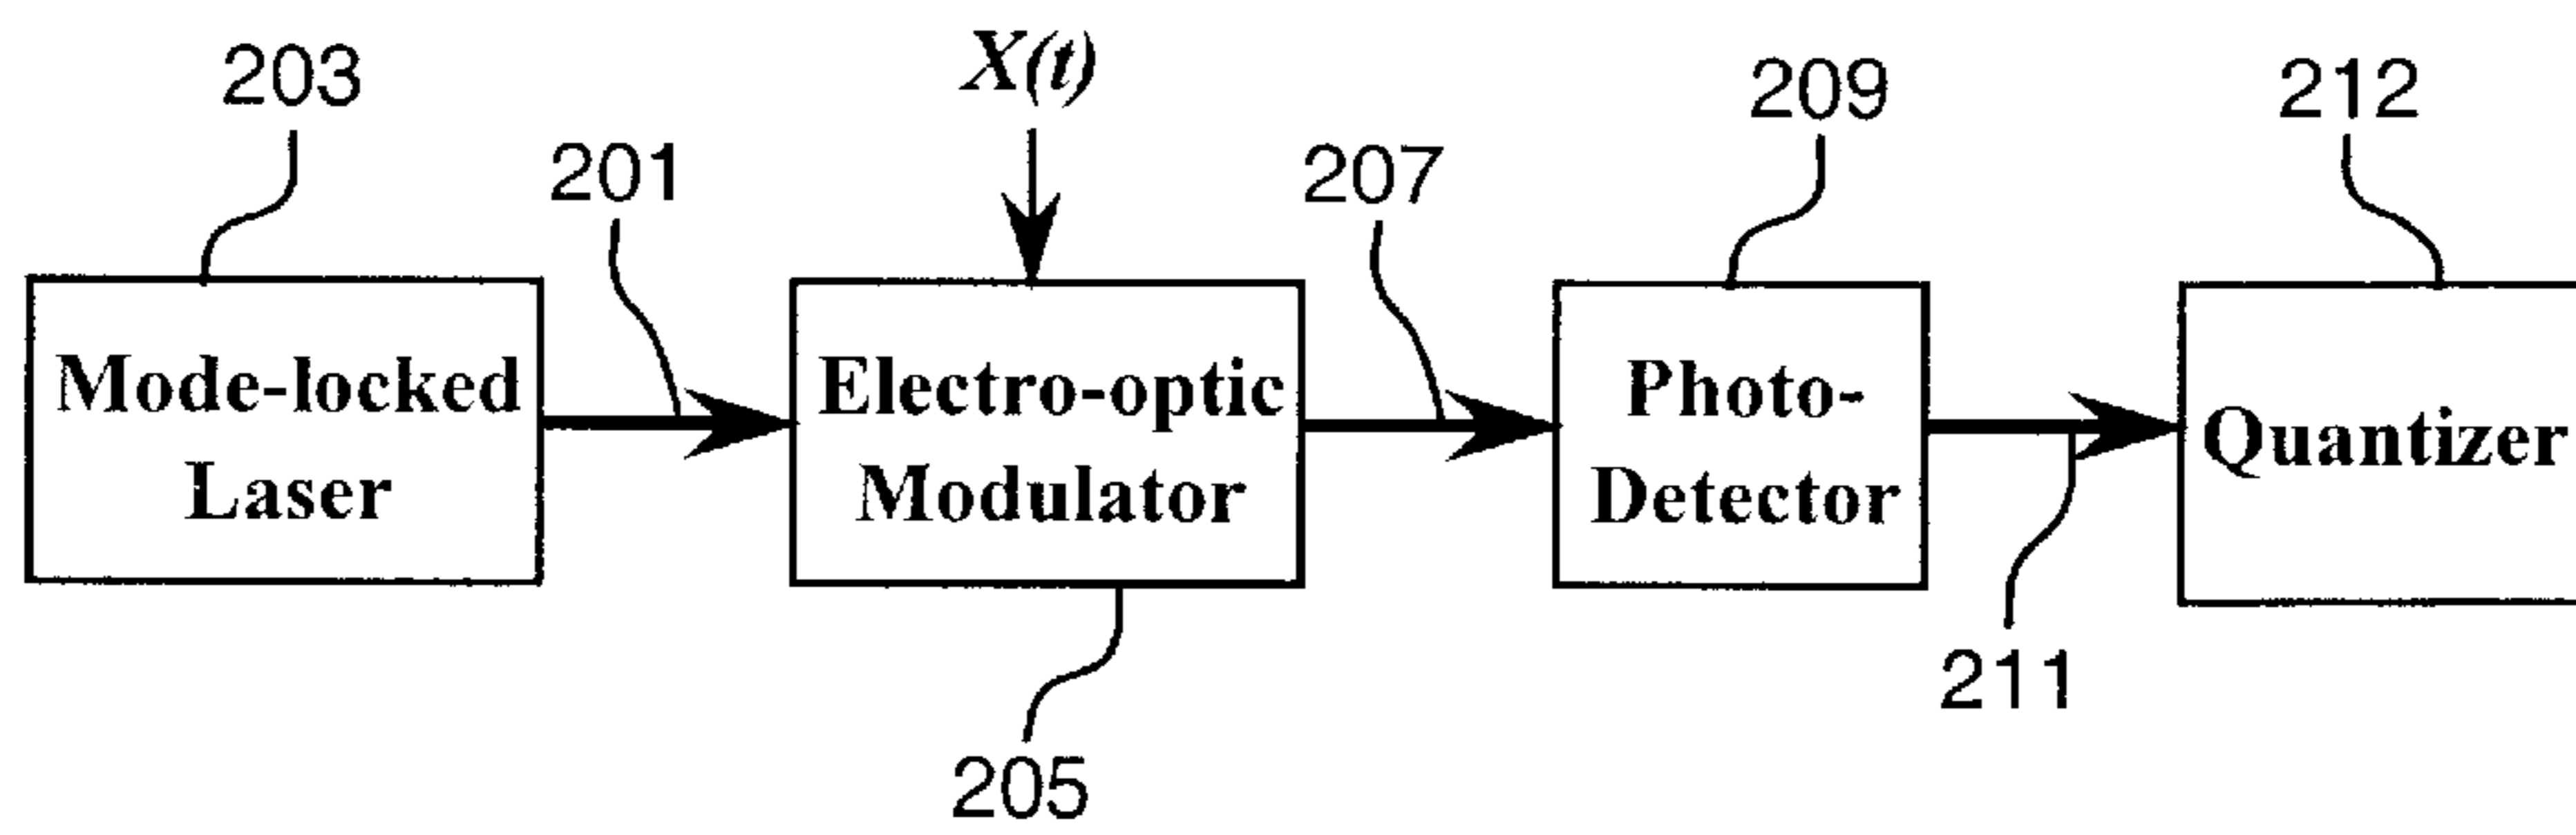 203
X(t)
209
212
201
207
Mode-locked
Laser
Electro-optic
Modulator
Photo-
Detector
Quantizer
211
205